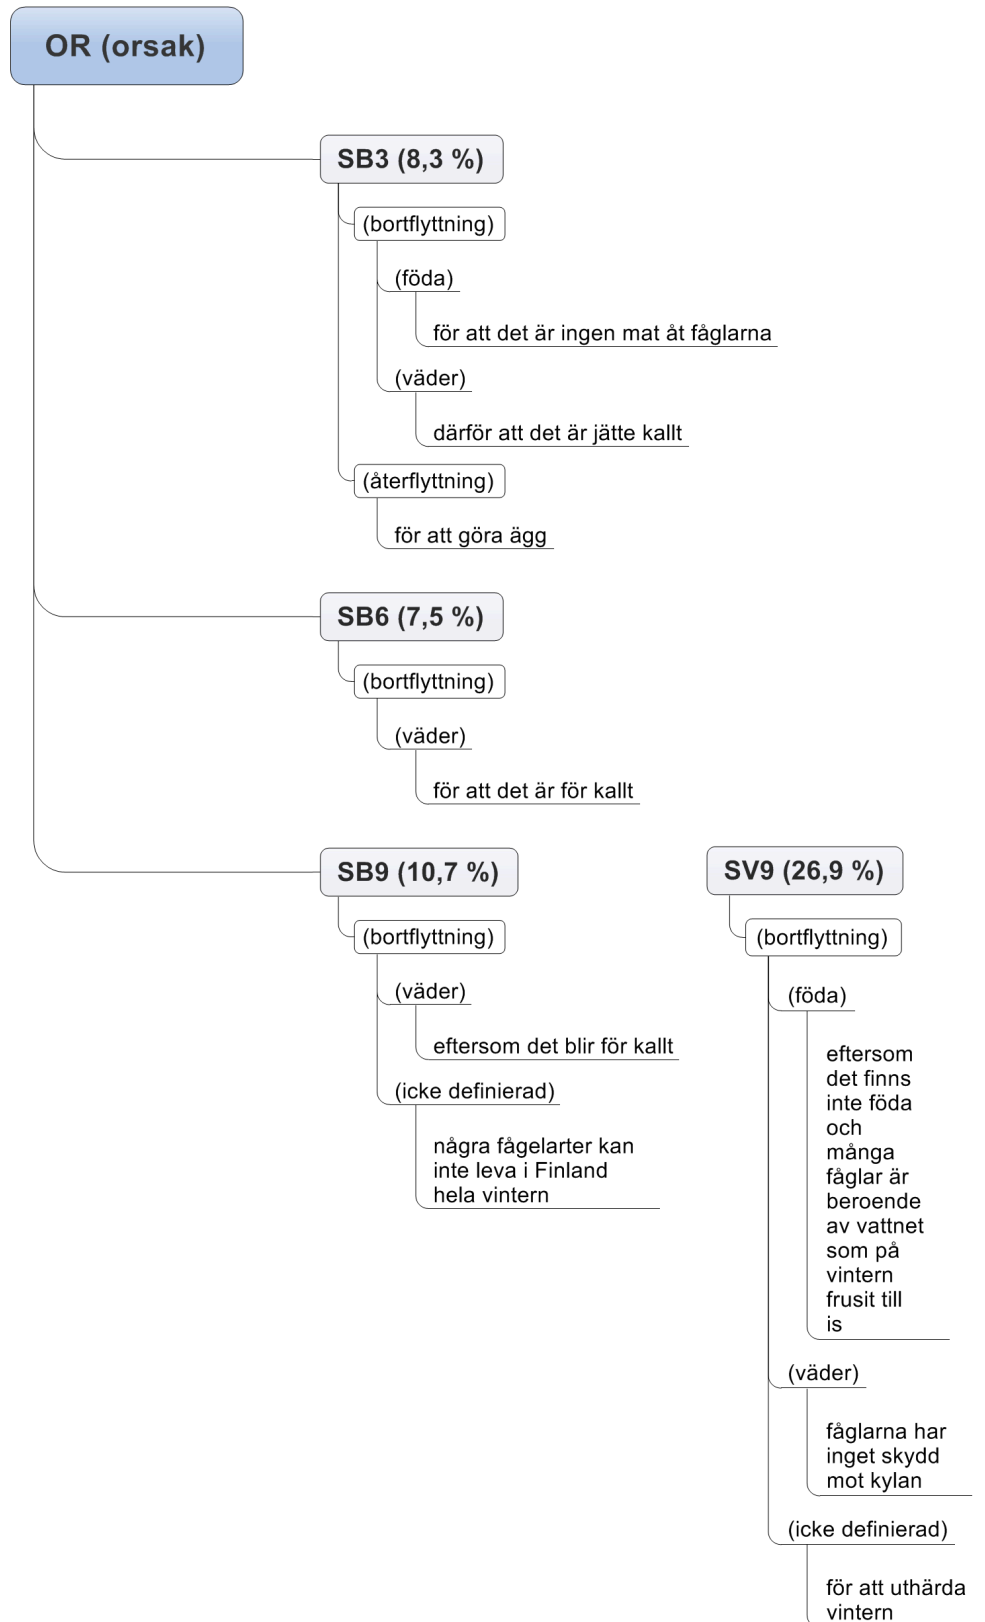 OR (orsak)
SB3 (8,3 %)
(bortflyttning)
(föda)
för att det är ingen mat åt fåglarna
(väder)
därför att det är jätte kallt
(återflyttning)
för att göra ägg
SB6 (7,5 %)
(bortflyttning)
(väder)
för att det är för kallt
SB9 (10,7 %)
(bortflyttning)
(väder)
eftersom det blir för kallt
(icke definierad)
några fågelarter kan
inte leva i Finland
hela vintern
SV9 (26,9 %)
(bortflyttning)
(föda)
eftersom
det finns
inte föda
och
många
fåglar är
beroende
av vattnet
som på
vintern
frusit till
is
(väder)
fåglarna har
inget skydd
mot kylan
(icke definierad)
för att uthärda
vintern